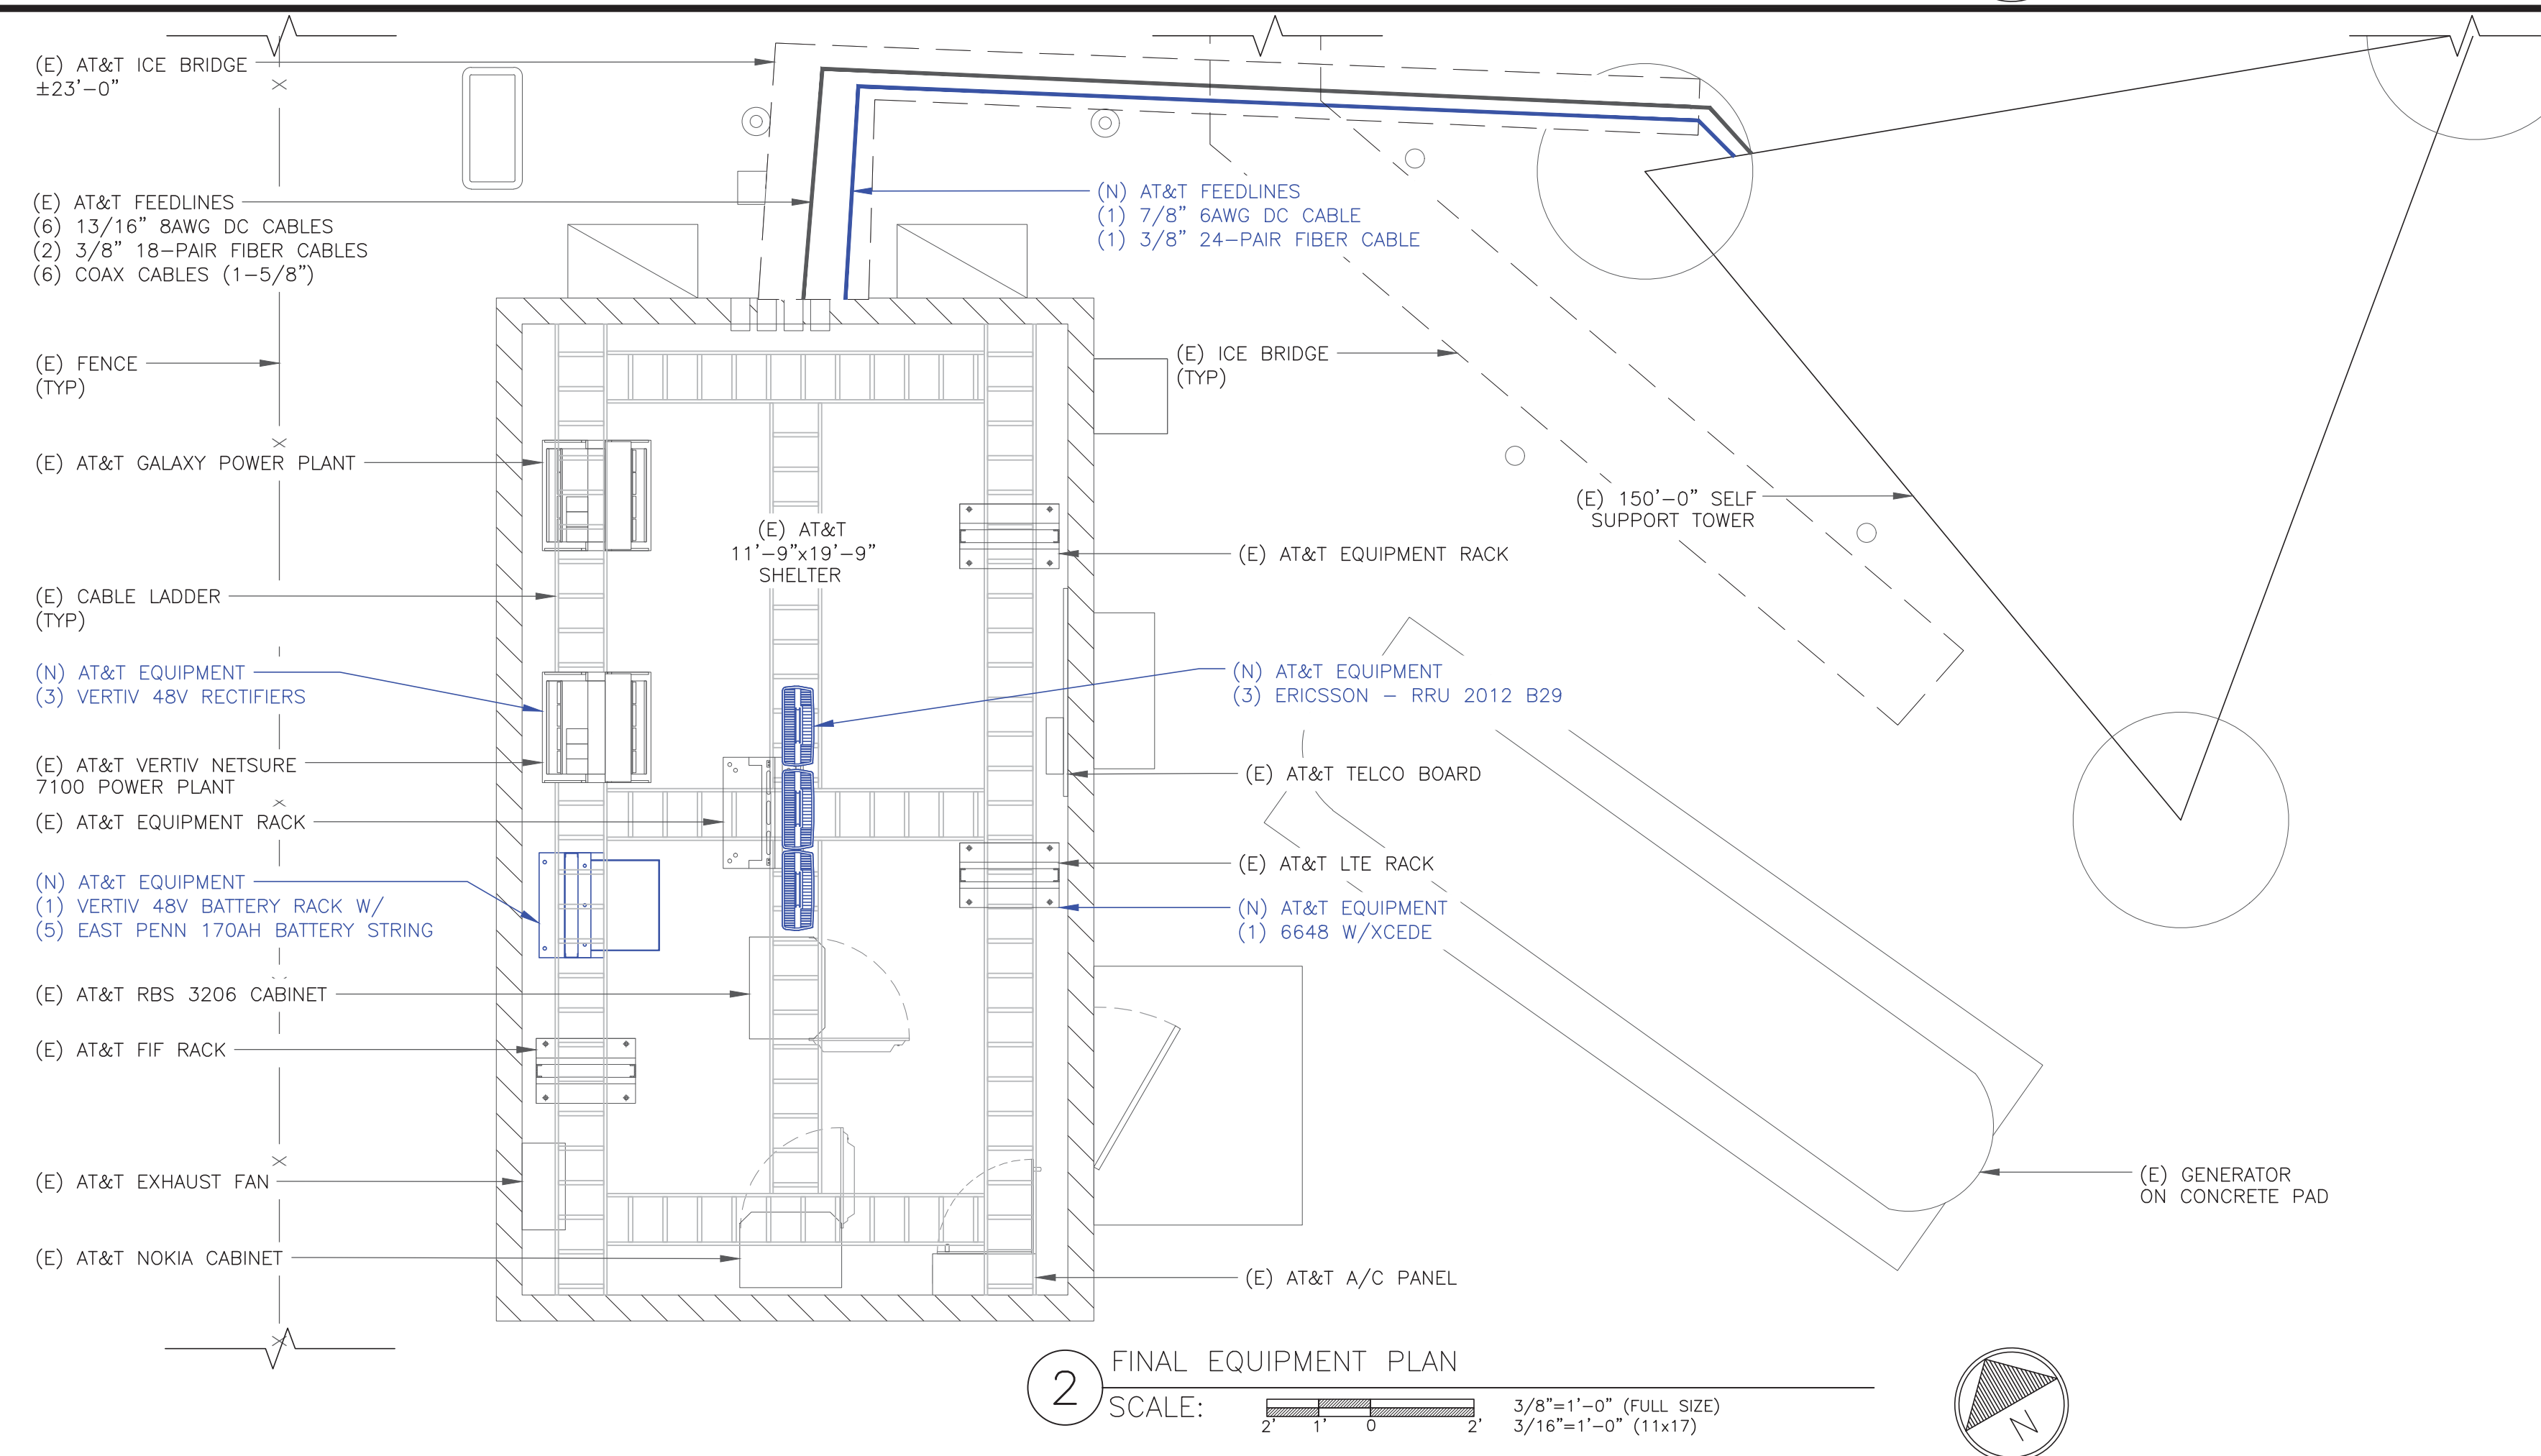 (E) AT&T ICE BRIDGE
±23'-0"
(E) AT&T FEEDLINES
(6) 13/16" 8AWG DC CABLES
(2) 3/8" 18-PAIR FIBER CABLES
(6) COAX CABLES (1-5/8")
(E) FENCE
(TYP)
(E) AT&T GALAXY POWER PLANT
(E) CABLE LADDER
(TYP)
(N) AT&T EQUIPMENT
(3) VERTIV 48V RECTIFIERS
(E) AT&T VERTIV NETSURE
7100 POWER PLANT
(E) AT&T EQUIPMENT RACK
(N) AT&T EQUIPMENT
(1) VERTIV 48V BATTERY RACK W/
(5) EAST PENN 170AH BATTERY STRING
(E) AT&T RBS 3206 CABINET
(E) AT&T FIF RACK
(E) AT&T EXHAUST FAN
(E) AT&T NOKIA CABINET
(E) AT&T
11'-9"x19'-9"
SHELTER
(N) AT&T FEEDLINES
(1) 7/8" 6AWG DC CABLE
(1) 3/8" 24-PAIR FIBER CABLE
(E) ICE BRIDGE
(TYP)
(E) 150'-0" SELF
SUPPORT TOWER
(E) AT&T EQUIPMENT RACK
(N) AT&T EQUIPMENT
(3) ERICSSON - RRU 2012 B29
(E) AT&T TELCO BOARD
(E) AT&T LTE RACK
(N) AT&T EQUIPMENT
(1) 6648 W/XCEDE
(E) GENERATOR
ON CONCRETE PAD
(E) AT&T A/C PANEL
2
FINAL EQUIPMENT PLAN
SCALE:
2' 1' 0 2'
3/8"=1'-0" (FULL SIZE)
3/16"=1'-0" (11x17)
N